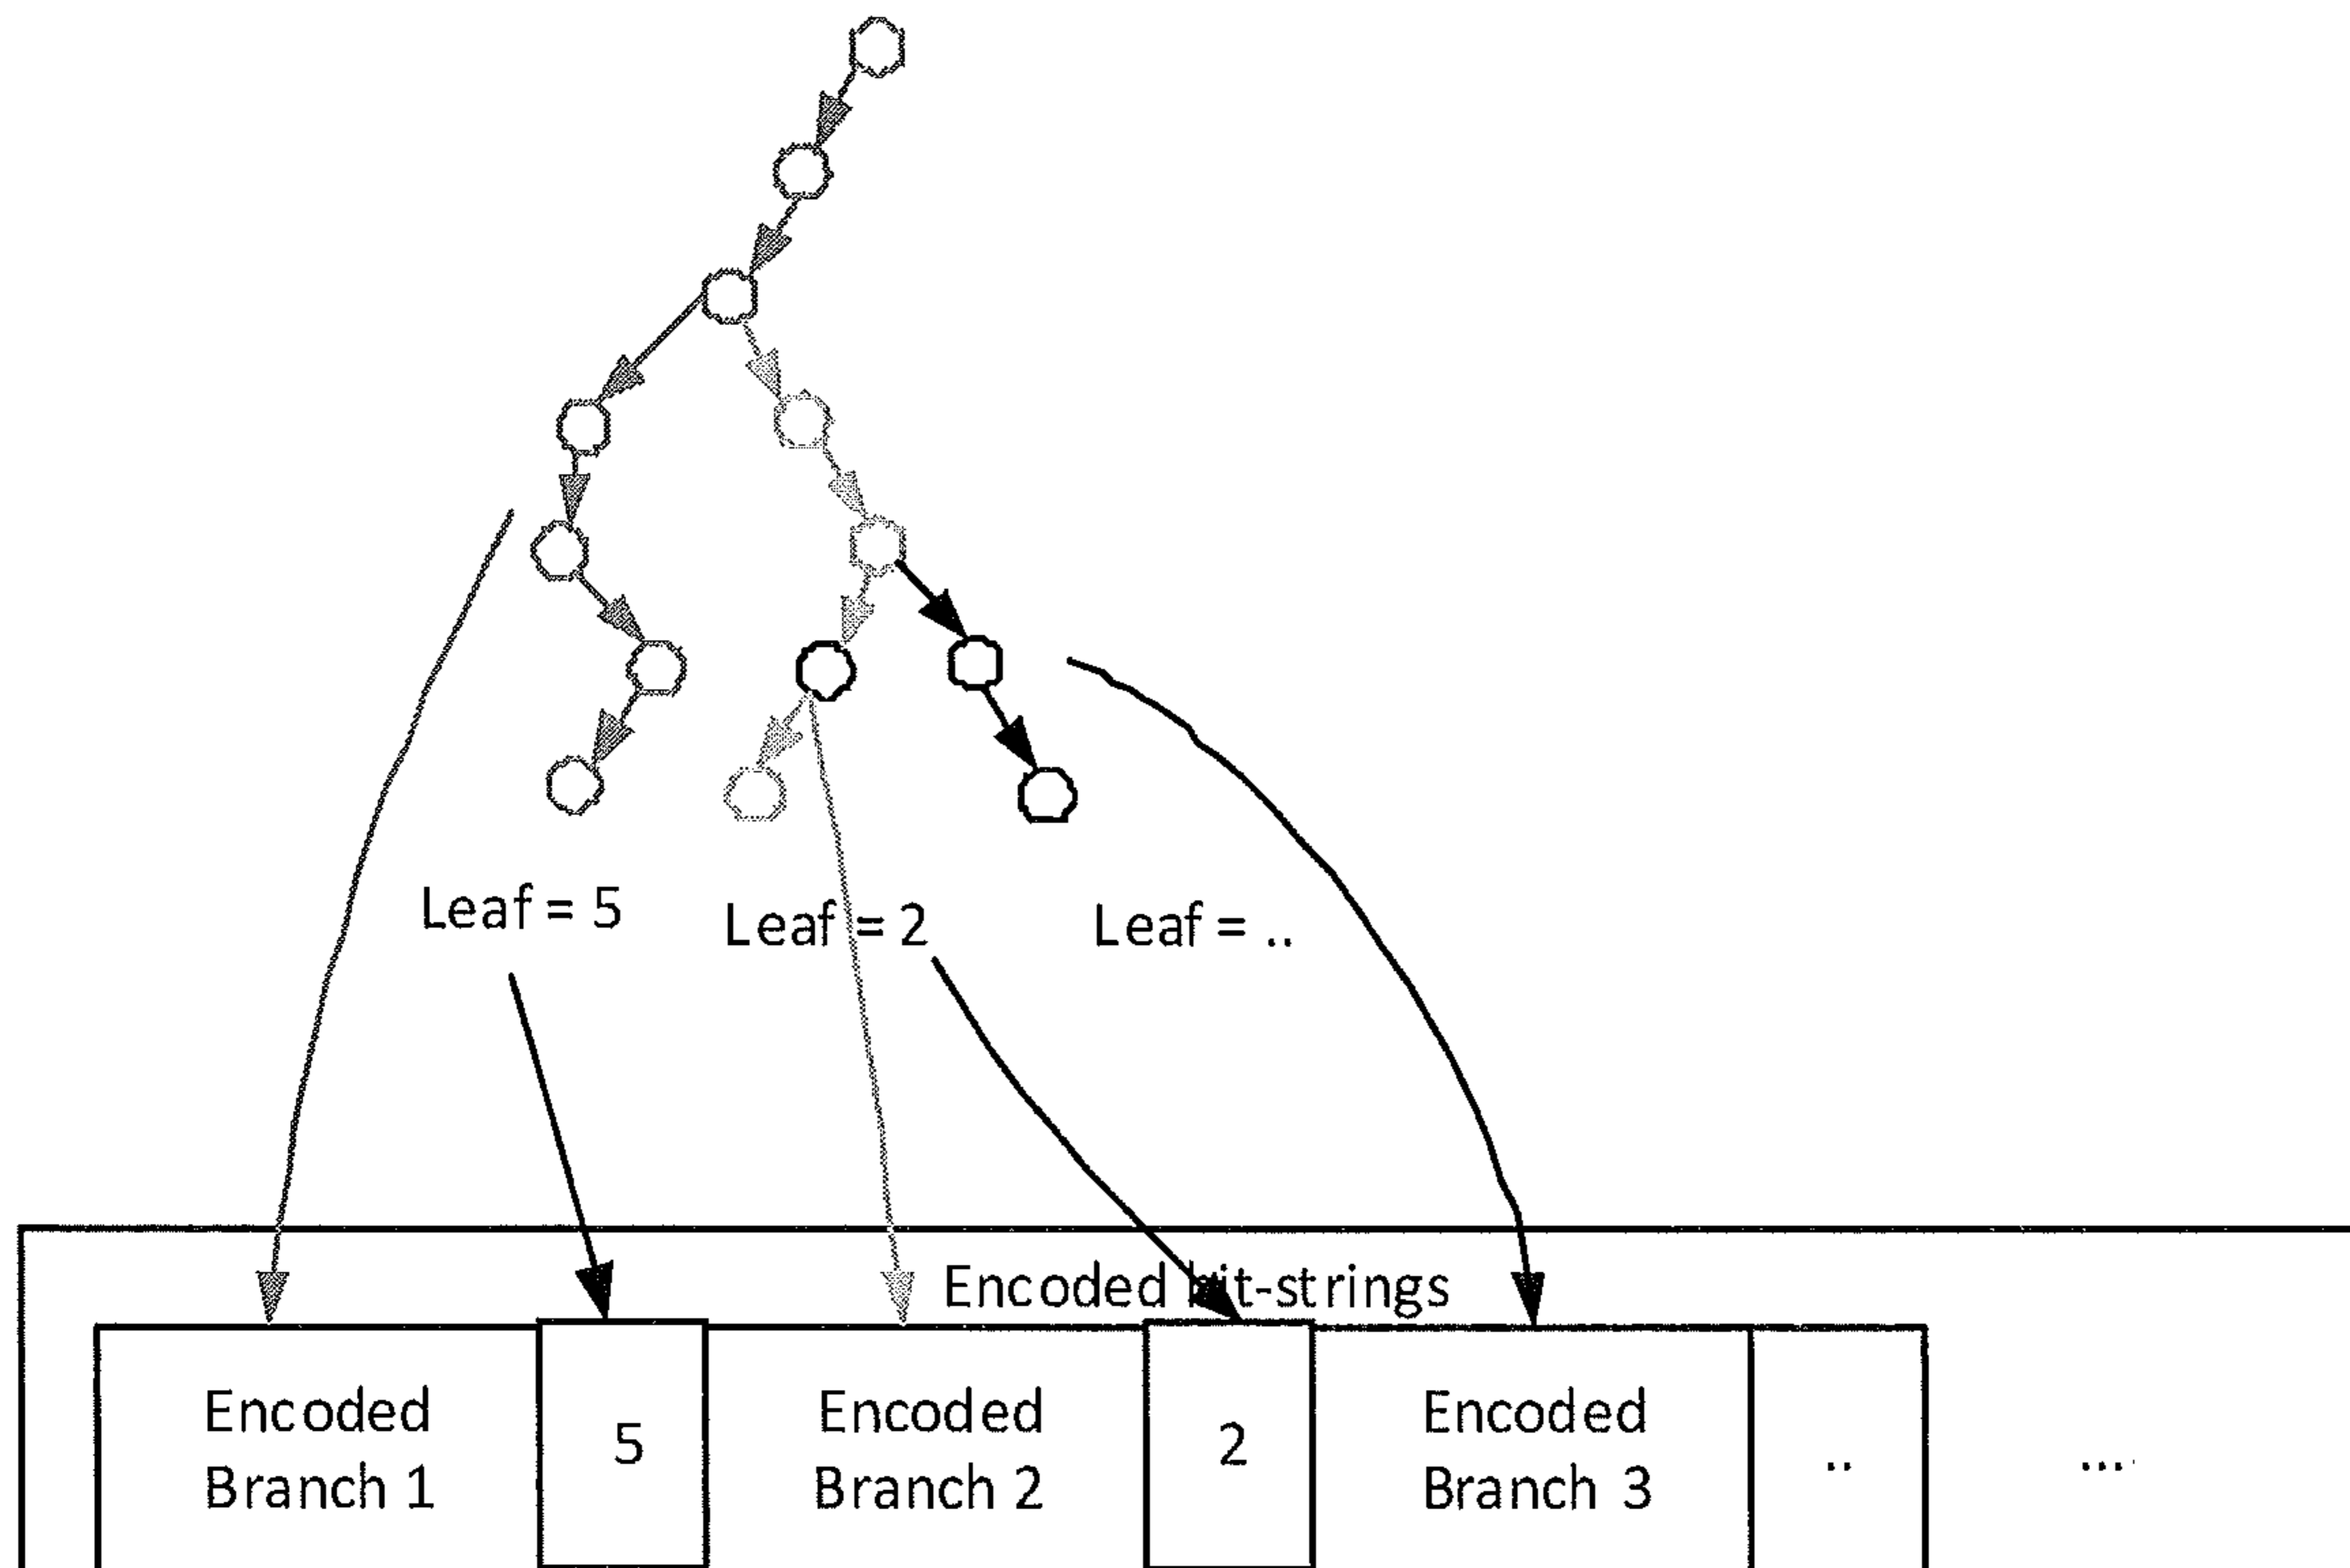 Leaf = 5
Leaf = 2
Leaf = ..
Encoded bit-strings
Encoded
Branch 1
5
Encoded
Branch 2
2
Encoded
Branch 3
..
...